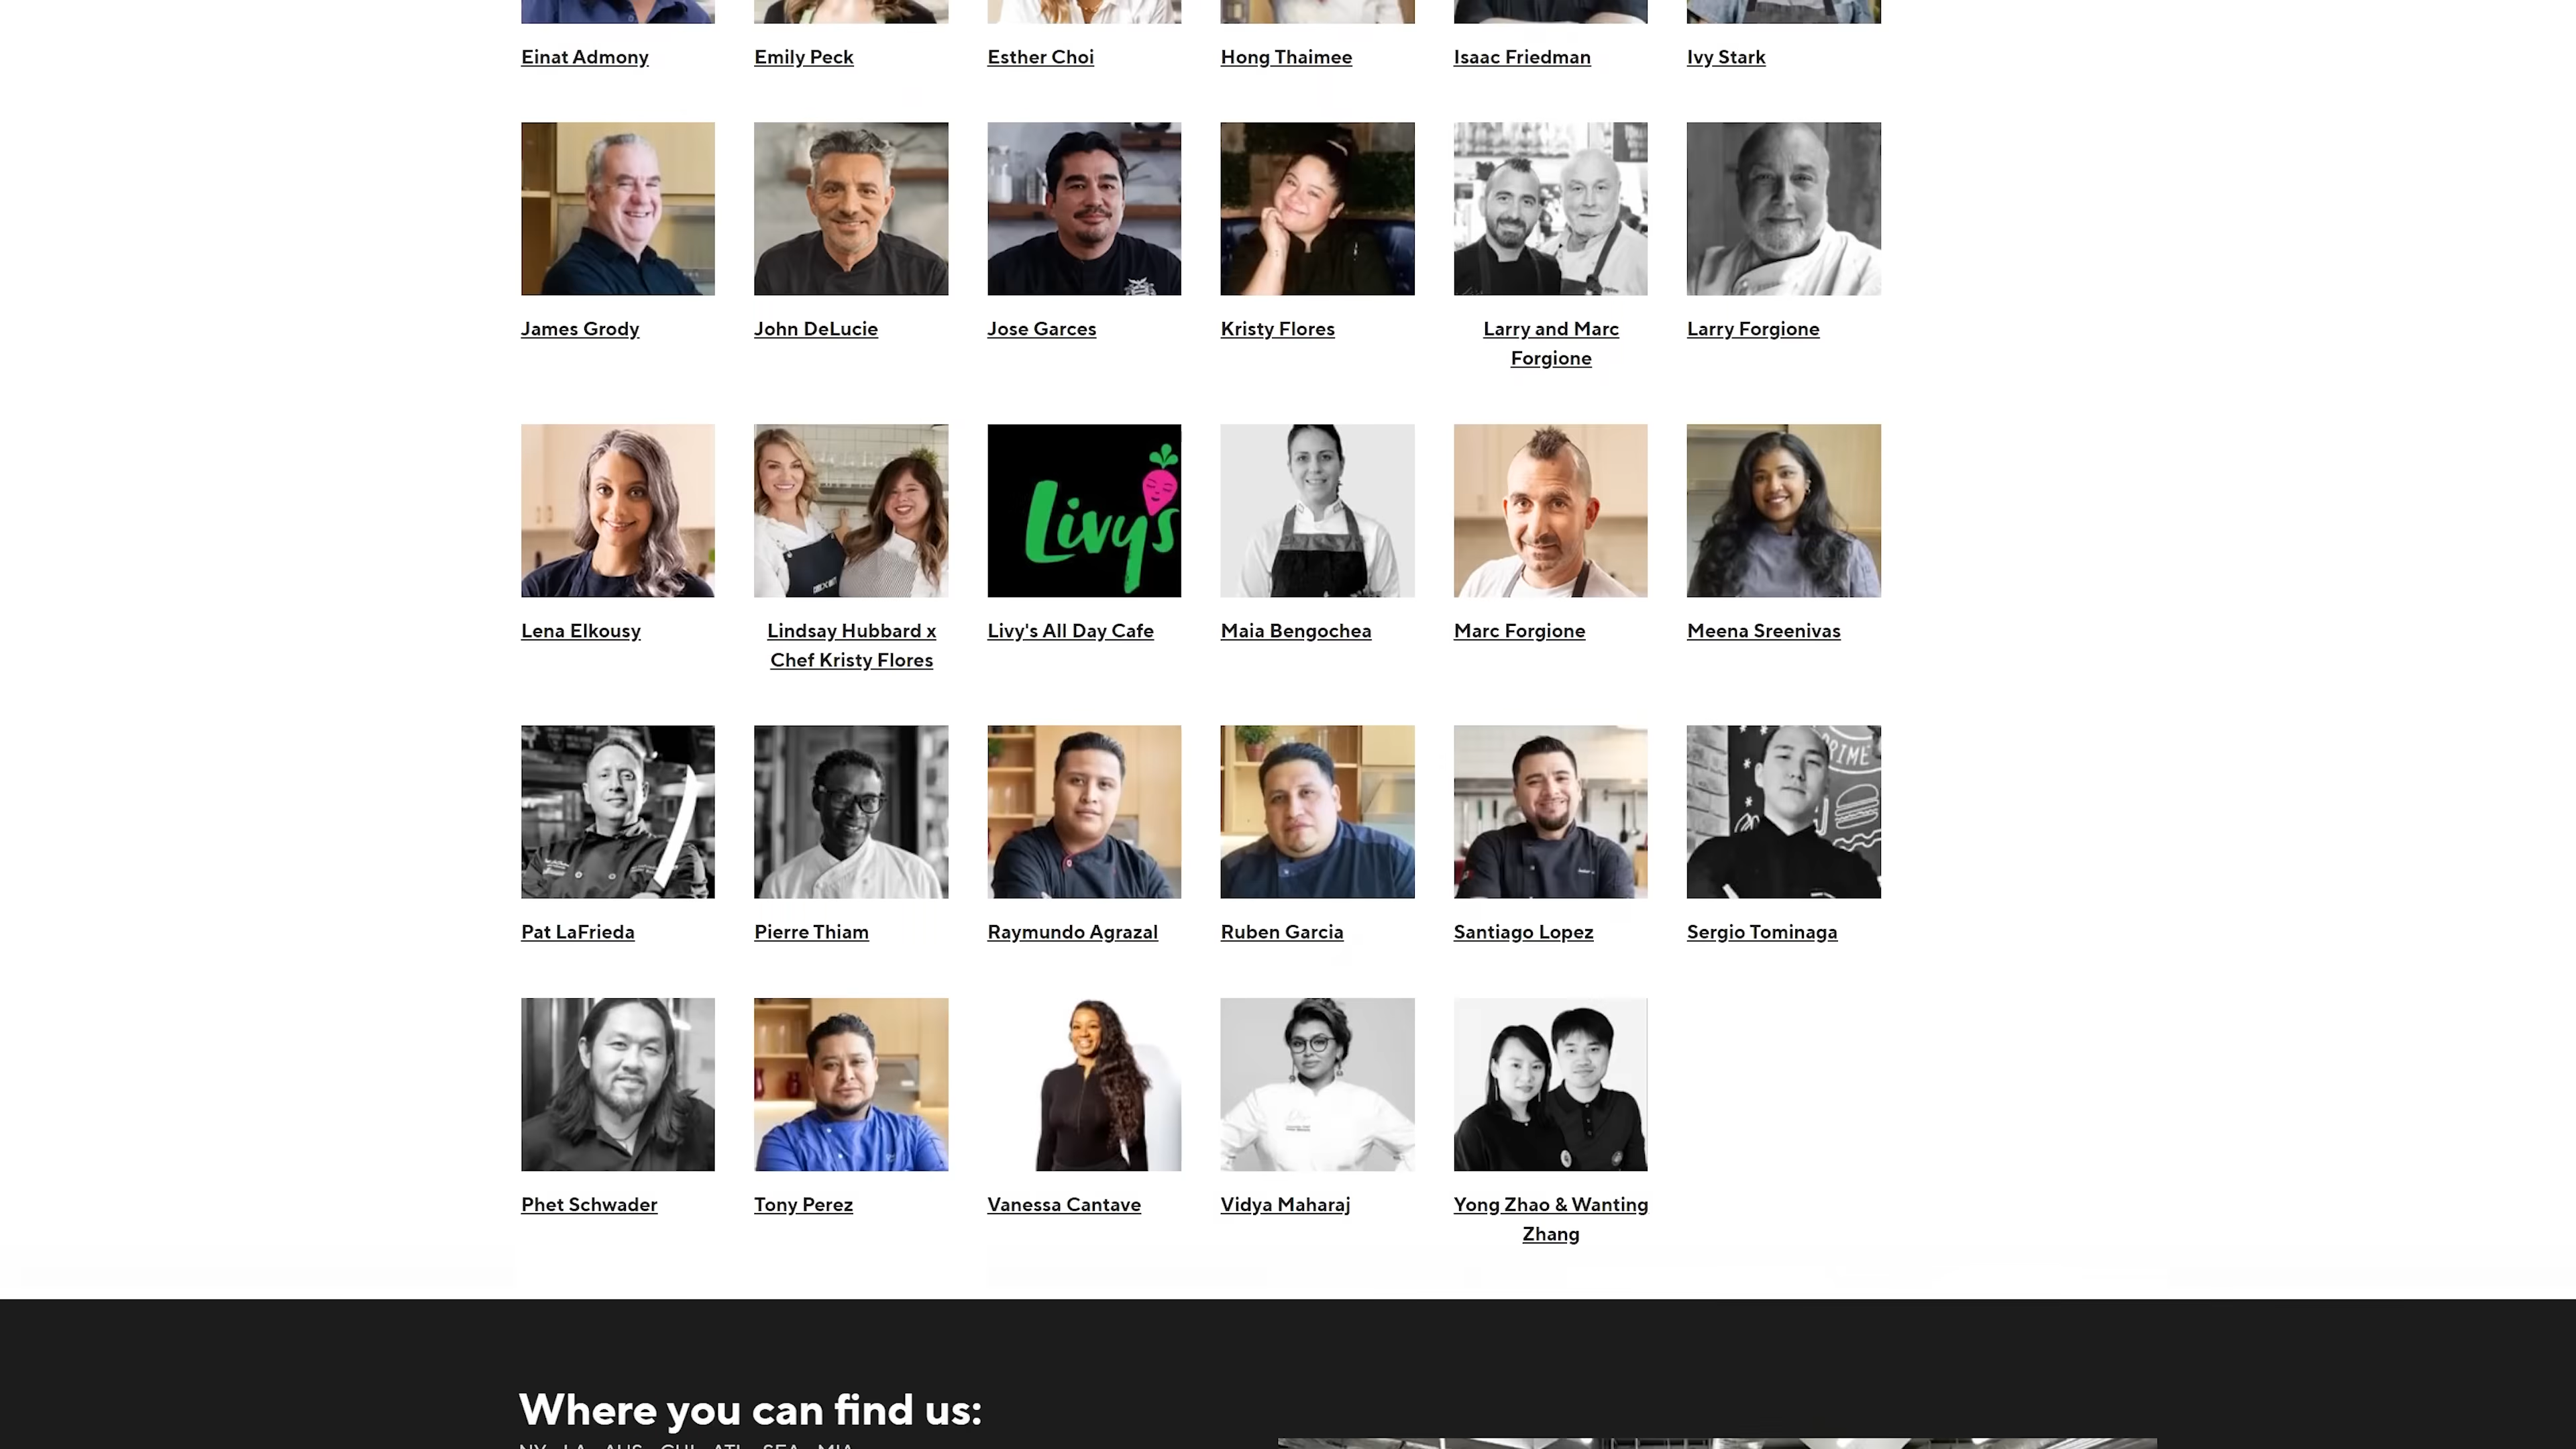 Einat Admony
Emily Peck
Esther Choi
Hong Thaimee
Isaac Friedman
Ivy Stark
James Grody
John DeLucie
Jose Garces
Kristy Flores
Larry and Marc
Forgione
Larry Forgione
Livy's
Lena Elkousy
Lindsay Hubbard x
Chef Kristy Flores
Livy's All Day Cafe
Maia Bengochea
Marc Forgione
Meena Sreenivas
Pat LaFrieda
Pierre Thiam
Raymundo Agrazal
Ruben Garcia
Santiago Lopez
Sergio Tominaga
Phet Schwader
Tony Perez
Vanessa Cantave
Vidya Maharaj
Yong Zhao & Wanting
Zhang
Where you can find us: